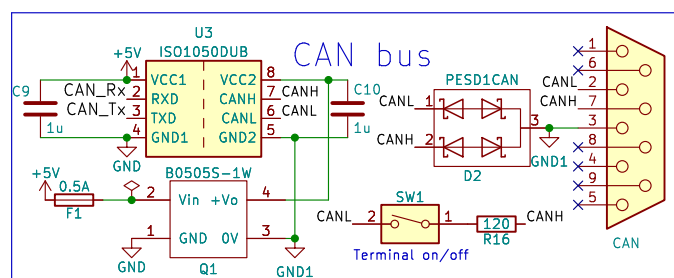 CAN bus
U3
ISO1050DUB
+5V
1 VCC1 VCC2 8
CAN_Rx 2 RXD CANH 7 CANH
CAN_Tx 3 TXD CANL 6 CANL
4 GND1 GND2 5
C9
1u
C10
1u
GND
PESD1CAN
CANL 1
CANH 2
3
GND1
D2
1
6
CANL 2
CANH 7
3
8
4
9
5
CAN
B0505S-1W
+5V
0.5A
F1
2 Vin +Vo 4
1 GND 0V 3
GND
Q1
GND1
SW1
CANL 2 1 120 CANH
R16
Terminal on/off